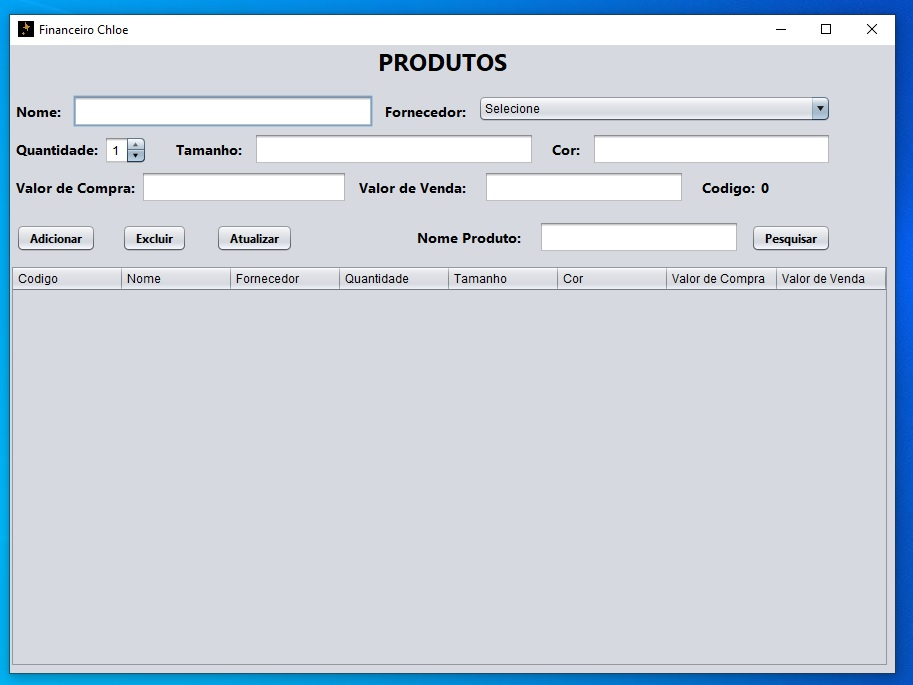 Financeiro Chloe
PRODUTOS
Nome: Fornecedor: Selecione
Quantidade: 1 Tamanho: Cor:
Valor de Compra: Valor de Venda: Codigo: 0
Adicionar Excluir Atualizar Nome Produto: Pesquisar
Codigo Nome Fornecedor Quantidade Tamanho Cor Valor de Compra Valor de Venda